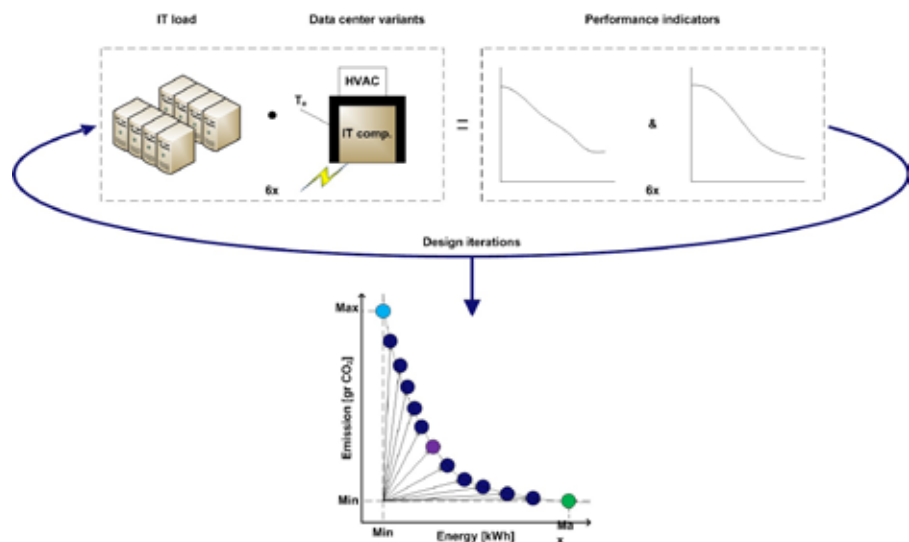 IT load
Data center variants
Performance indicators
HVAC
Te
IT comp.
=
&
6x
6x
Design iterations
Max
Emission [gr CO2]
Min
Min
Energy [kWh]
Ma
x